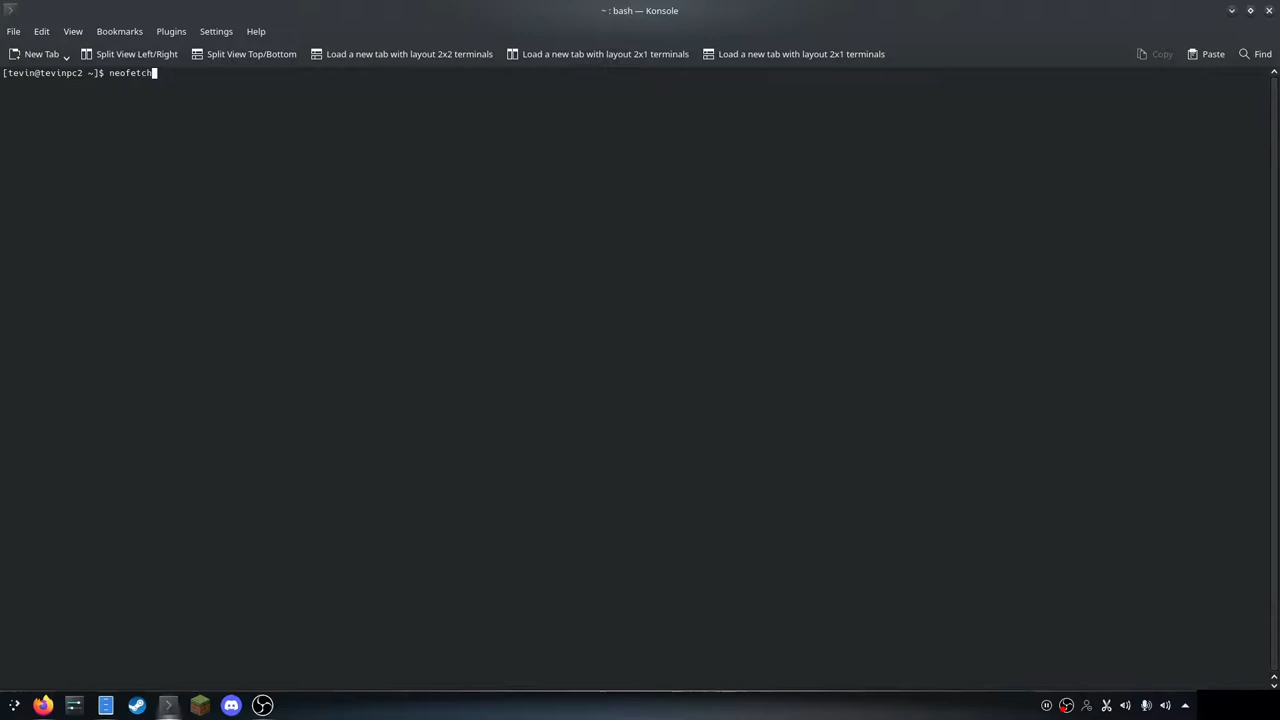 ~ : bash — Konsole
File Edit View Bookmarks Plugins Settings Help
New Tab Split View Left/Right Split View Top/Bottom Load a new tab with layout 2x2 terminals Load a new tab with layout 2x1 terminals Load a new tab with layout 2x1 terminals Copy Paste Find
[tevin@tevinpc2 ~]$ neofetch